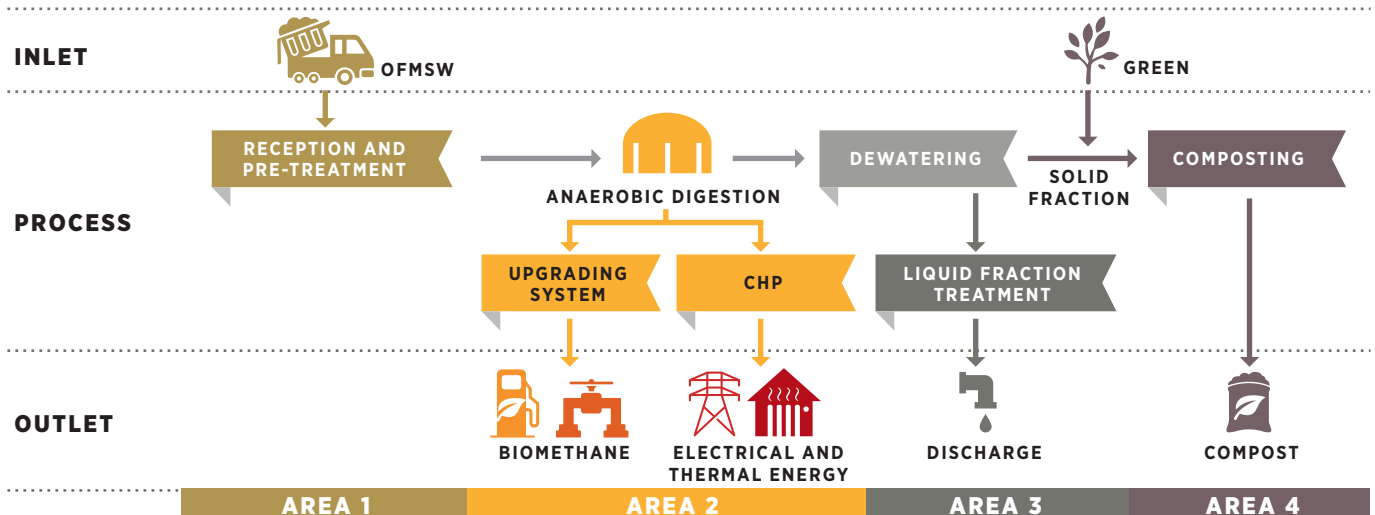 INLET
OFMSW
GREEN
PROCESS
RECEPTION AND
PRE-TREATMENT
ANAEROBIC DIGESTION
DEWATERING
SOLID
FRACTION
COMPOSTING
UPGRADING
SYSTEM
CHP
LIQUID FRACTION
TREATMENT
OUTLET
BIOMETHANE
ELECTRICAL AND
THERMAL ENERGY
DISCHARGE
COMPOST
AREA 1
AREA 2
AREA 3
AREA 4